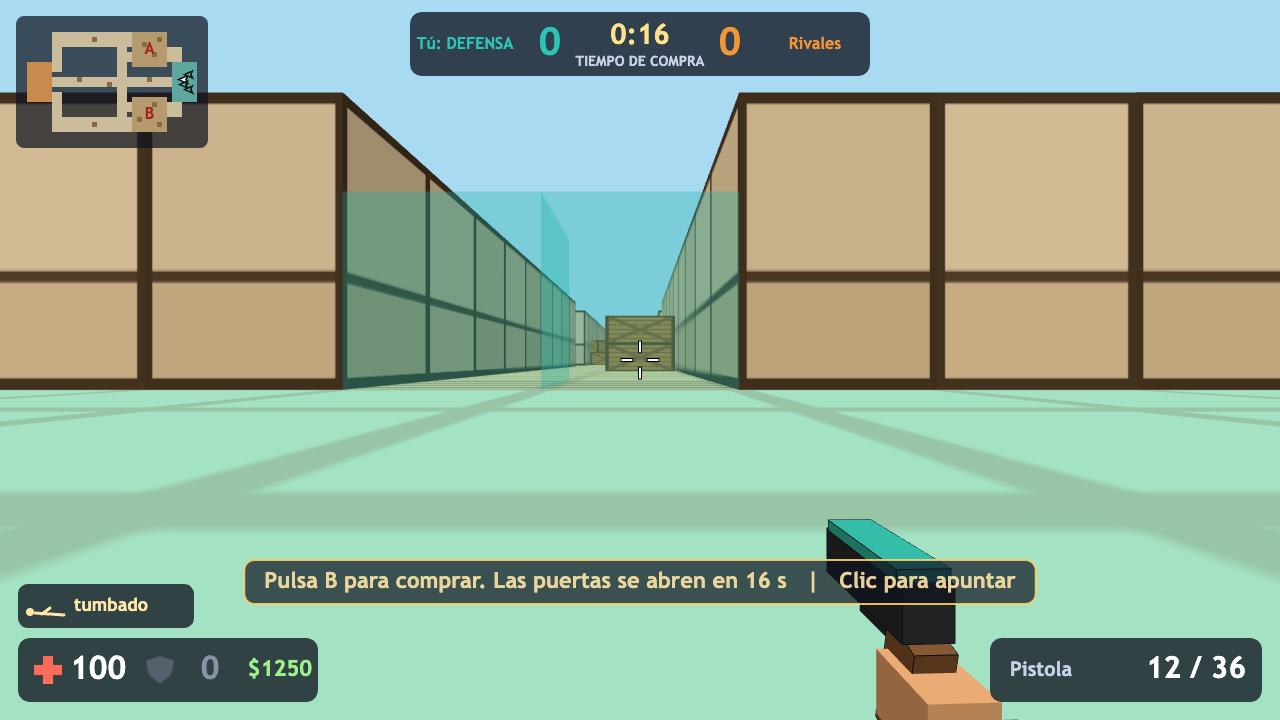 A
B
Tú: DEFENSA
0
0:16
TIEMPO DE COMPRA
0
Rivales
Pulsa B para comprar. Las puertas se abren en 16 s | Clic para apuntar
tumbado
100
0
$1250
Pistola
12 / 36